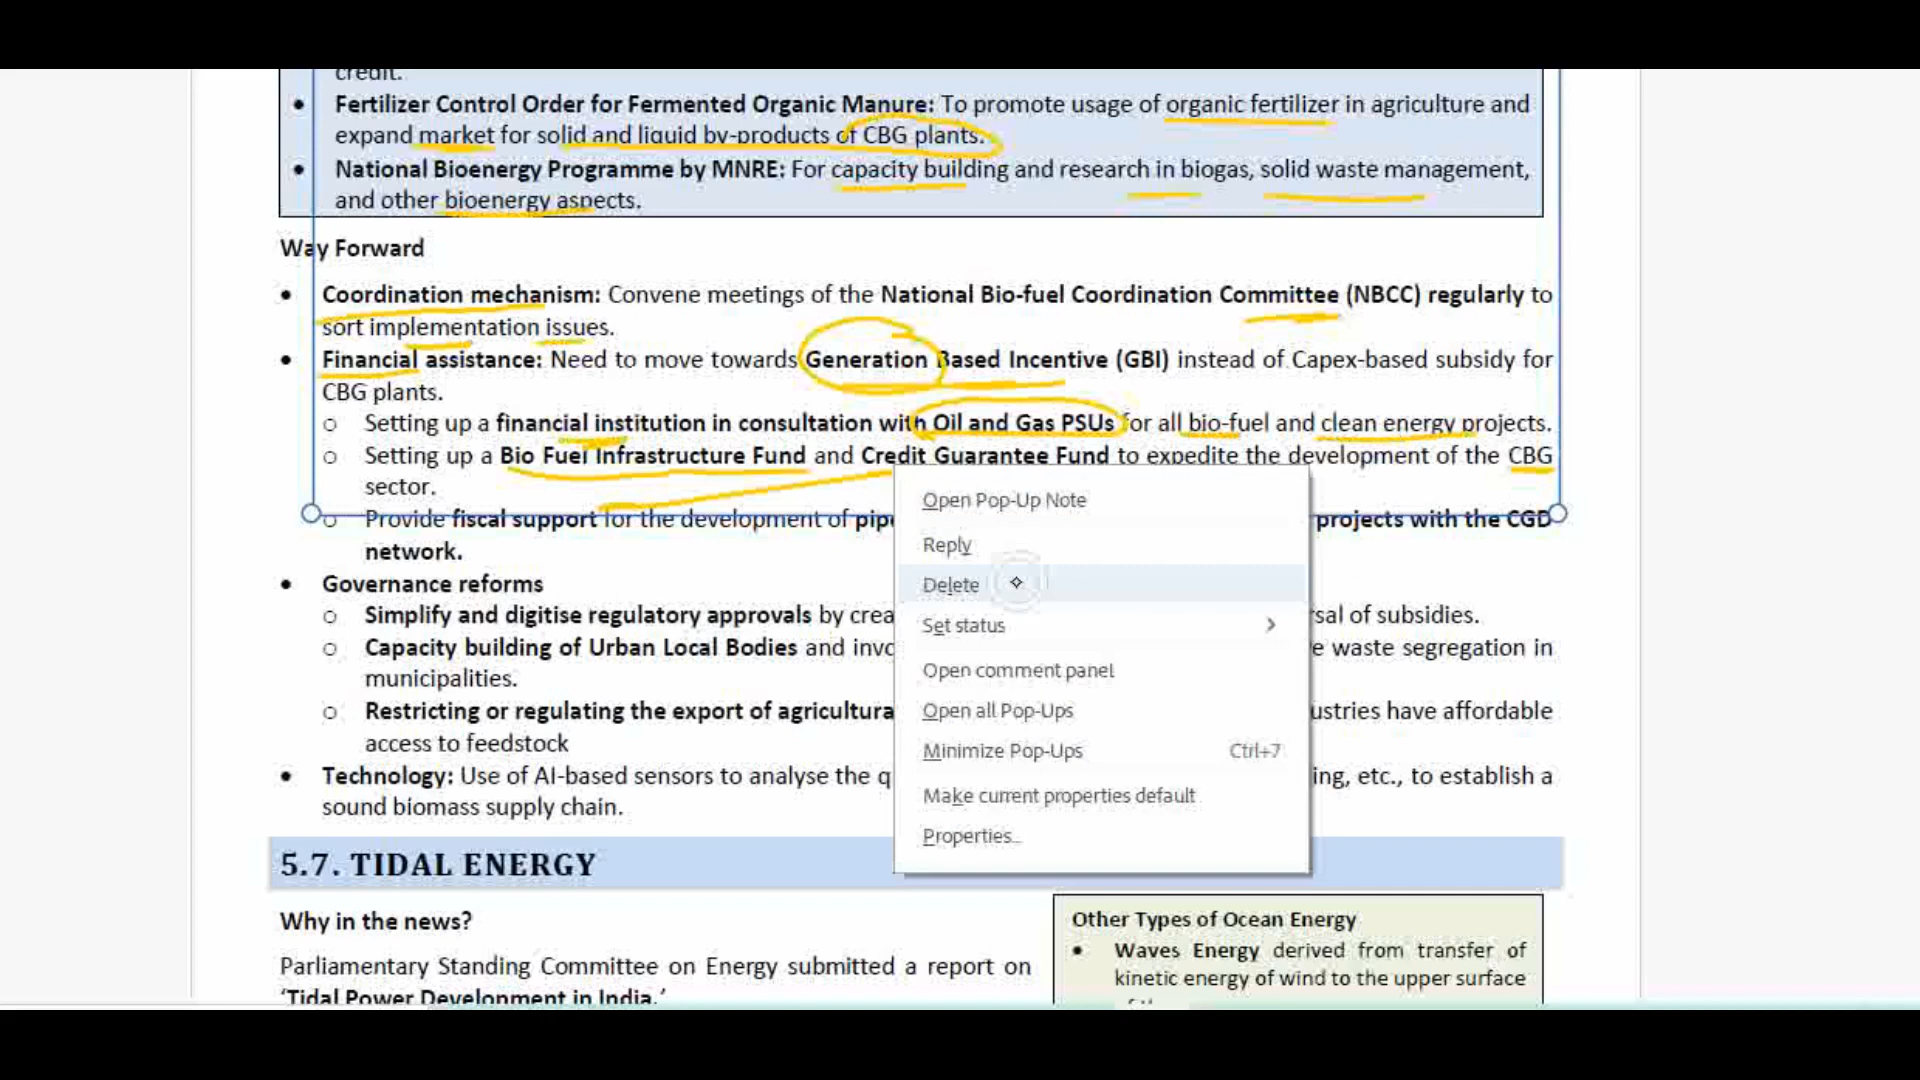 credit.
• Fertilizer Control Order for Fermented Organic Manure: To promote usage of organic fertilizer in agriculture and
expand market for solid and liquid by-products of CBG plants.
• National Bioenergy Programme by MNRE: For capacity building and research in biogas, solid waste management,
and other bioenergy aspects.
Way Forward
• Coordination mechanism: Convene meetings of the National Bio-fuel Coordination Committee (NBCC) regularly to
sort implementation issues.
• Financial assistance: Need to move towards Generation Based Incentive (GBI) instead of Capex-based subsidy for
CBG plants.
o Setting up a financial institution in consultation with Oil and Gas PSUs for all bio-fuel and clean energy projects.
o Setting up a Bio Fuel Infrastructure Fund and Credit Guarantee Fund to expedite the development of the CBG
sector.
o Provide fiscal support for the development of projects with the CGD
network.
• Governance reforms
o Simplify and digitise regulatory approvals by of subsidies.
o Capacity building of Urban Local Bodies and waste segregation in
municipalities.
o Restricting or regulating the export of have affordable
access to feedstock
• Technology: Use of AI-based sensors to analyse the etc., to establish a
sound biomass supply chain.
Open Pop-Up Note
Reply
Delete
Set status
Open comment panel
Open all Pop-Ups
Minimize Pop-Ups Ctrl+7
Make current properties default
Properties...
5.7. TIDAL ENERGY
Why in the news?
Parliamentary Standing Committee on Energy submitted a report on
'Tidal Power Development in India.'
Other Types of Ocean Energy
• Waves Energy derived from transfer of
kinetic energy of wind to the upper surface